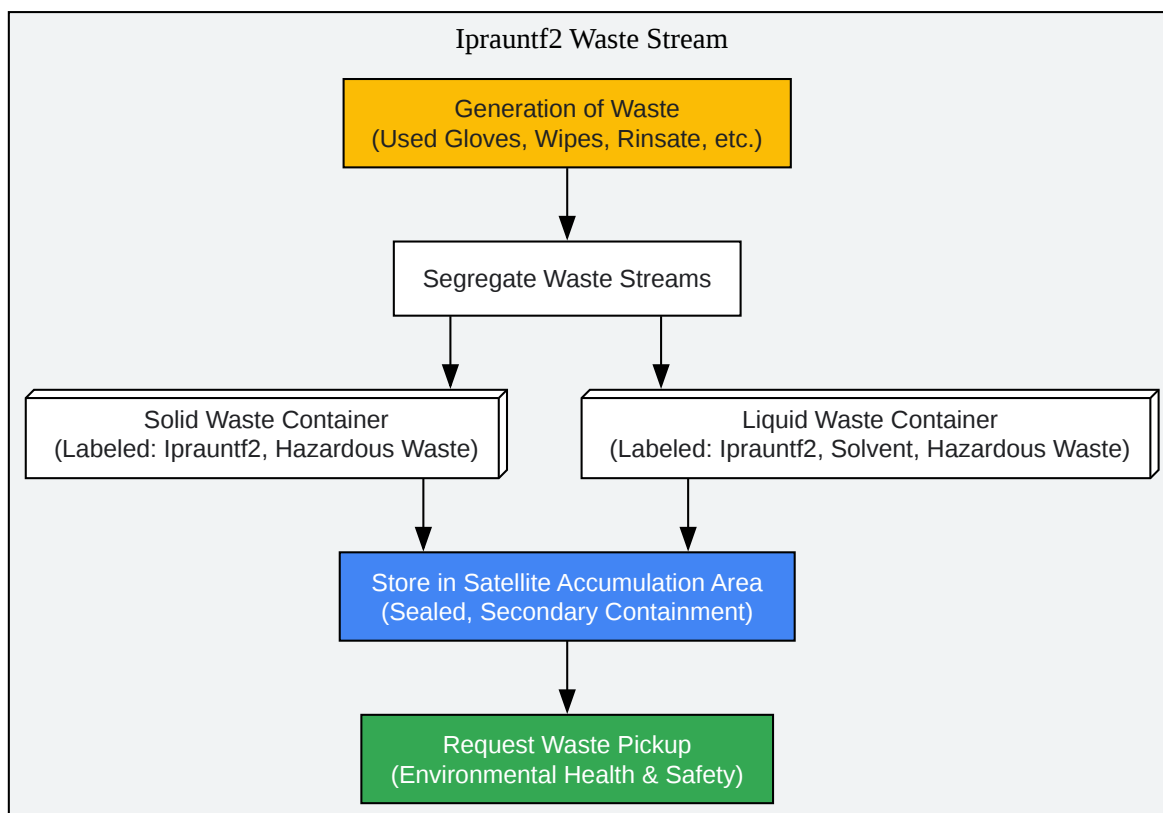 Iprauntf2 Waste Stream
Generation of Waste
(Used Gloves, Wipes, Rinsate, etc.)
Segregate Waste Streams
Solid Waste Container
(Labeled: Iprauntf2, Hazardous Waste)
Liquid Waste Container
(Labeled: Iprauntf2, Solvent, Hazardous Waste)
Store in Satellite Accumulation Area
(Sealed, Secondary Containment)
Request Waste Pickup
(Environmental Health & Safety)